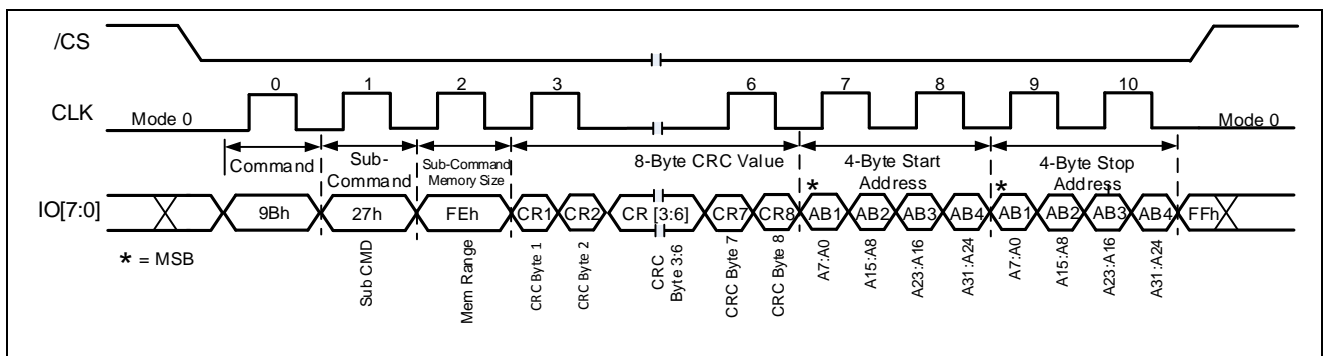 /CS
0 1 2 3 6 7 8 9 10
CLK
Mode 0
Mode 0
Command
Sub-
Command
Sub-Command
Memory Size
8-Byte CRC Value
4-Byte Start
Address
4-Byte Stop
Address
* *
IO[7:0]
9Bh 27h FEh CR1 CR2 CR [3:6] CR7 CR8 AB1 AB2 AB3 AB4 AB1 AB2 AB3 AB4 FFh
* = MSB
Sub CMD
Mem Range
CRC Byte 1
CRC Byte 2
CRC
Byte 3:6
CRC Byte 7
CRC Byte 8
A7:A0
A15:A8
A23:A16
A31:A24
A7:A0
A15:A8
A23:A16
A31:A24